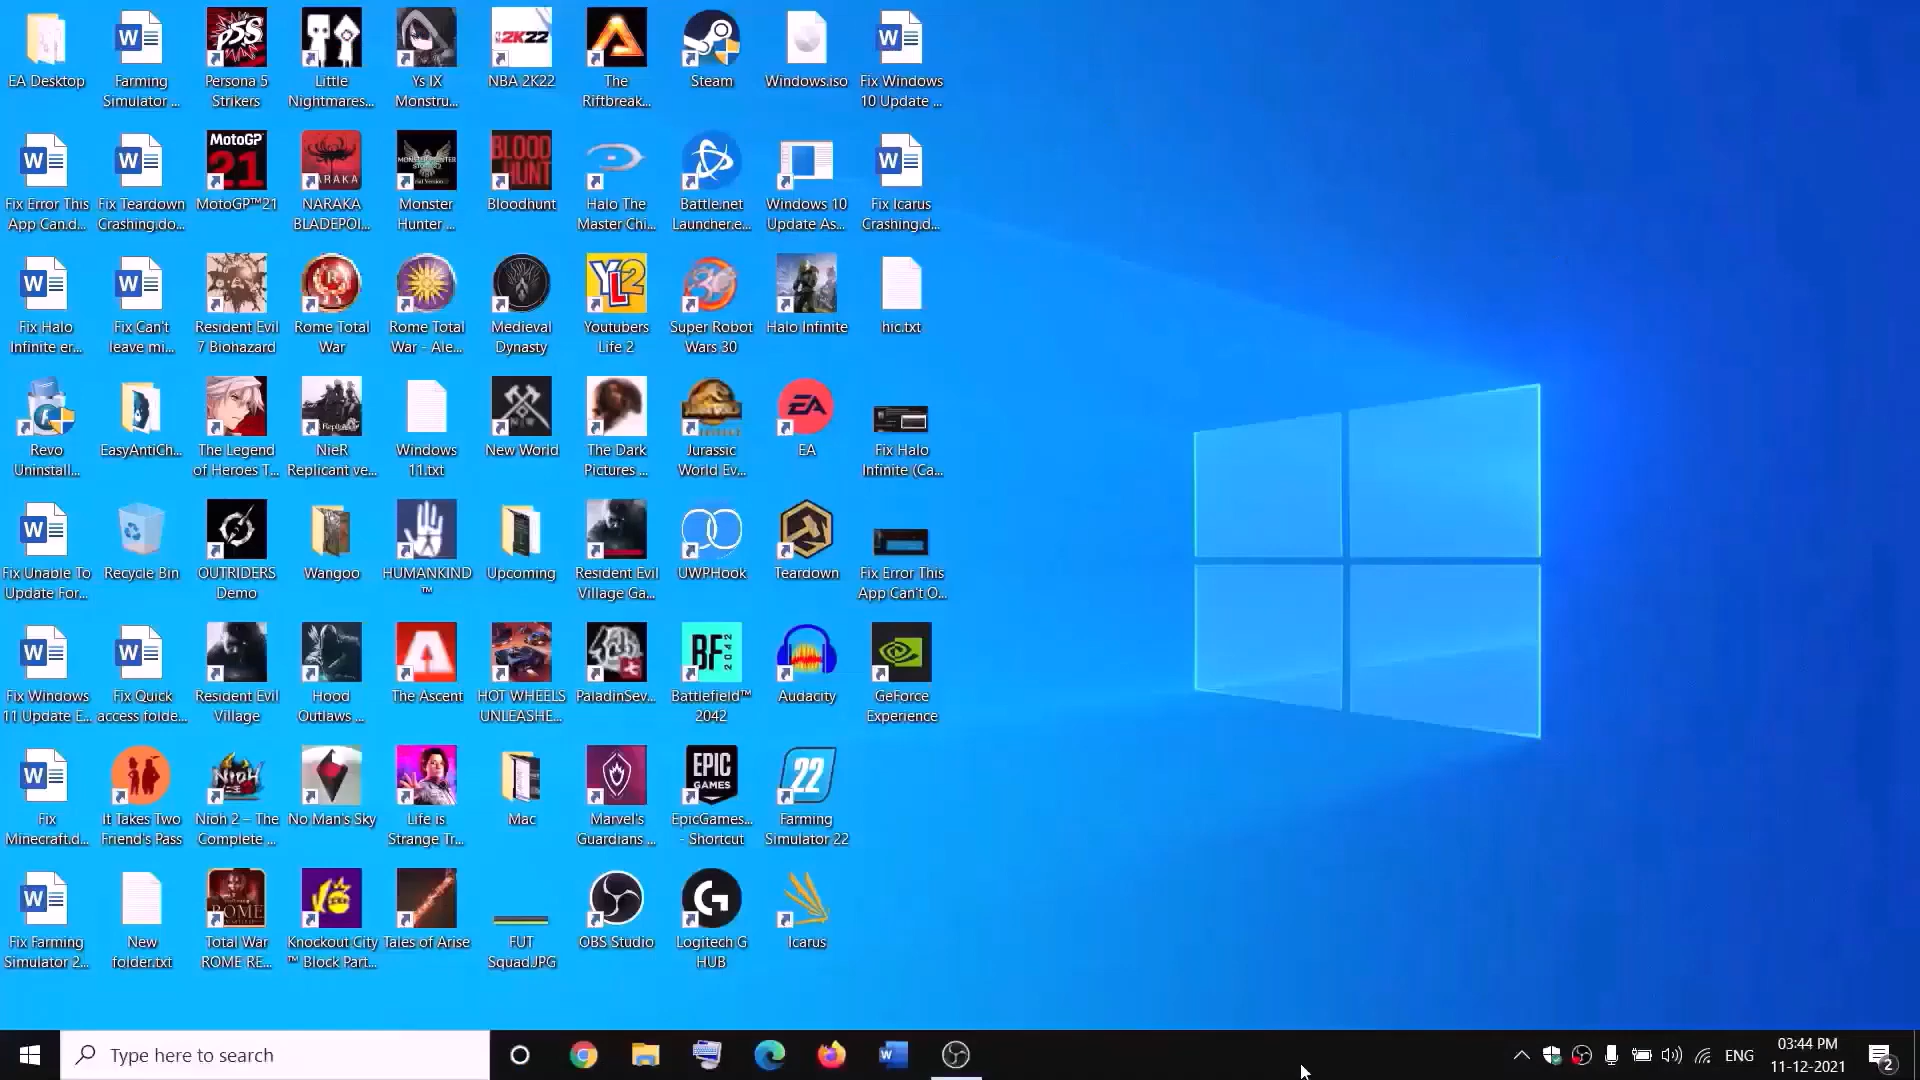 EA Desktop
Farming
Simulator ...
Persona 5
Strikers
Little
Nightmares...
Ys IX
Monstru...
NBA 2K22
The
Riftbreak...
Steam
Windows.iso
Fix Windows
10 Update ...
Fix Error This
App Can.d...
Fix Teardown
Crashing.do...
MotoGP™21
NARAKA
BLADEPOI...
Monster
Hunter ...
Bloodhunt
Halo The
Master Chi...
Battle.net
Launcher.e...
Windows 10
Update As...
Fix Icarus
Crashing.d...
Fix Halo
Infinite er...
Fix Can't
leave mi...
Resident Evil
7 Biohazard
Rome Total
War
Rome Total
War - Ale...
Medieval
Dynasty
Youtubers
Life 2
Super Robot
Wars 30
Halo Infinite
hic.txt
Revo
Uninstall...
EasyAntiCh...
The Legend
of Heroes T...
NieR
Replicant ve...
Windows
11.txt
New World
The Dark
Pictures ...
Jurassic
World Ev...
EA
Fix Halo
Infinite (Ca...
Fix Unable To
Update For...
Recycle Bin
OUTRIDERS
Demo
Wangoo
HUMANKIND
™
Upcoming
Resident Evil
Village Ga...
UWPHook
Teardown
Fix Error This
App Can't O...
Fix Windows
11 Update E...
Fix Quick
access folde...
Resident Evil
Village
Hood
Outlaws ...
The Ascent
HOT WHEELS
UNLEASHE...
PaladinSev...
Battlefield™
2042
Audacity
GeForce
Experience
Fix
Minecraft.d...
It Takes Two
Friend's Pass
Nioh 2 – The
Complete ...
No Man's Sky
Life is
Strange Tr...
Mac
Marvel's
Guardians ...
EpicGames...
- Shortcut
Farming
Simulator 22
Fix Farming
Simulator 2...
New
folder.txt
Total War
ROME RE...
Knockout City
™ Block Part...
Tales of Arise
FUT
Squad.JPG
OBS Studio
Logitech G
HUB
Icarus
Type here to search
ENG
03:44 PM
11-12-2021
2